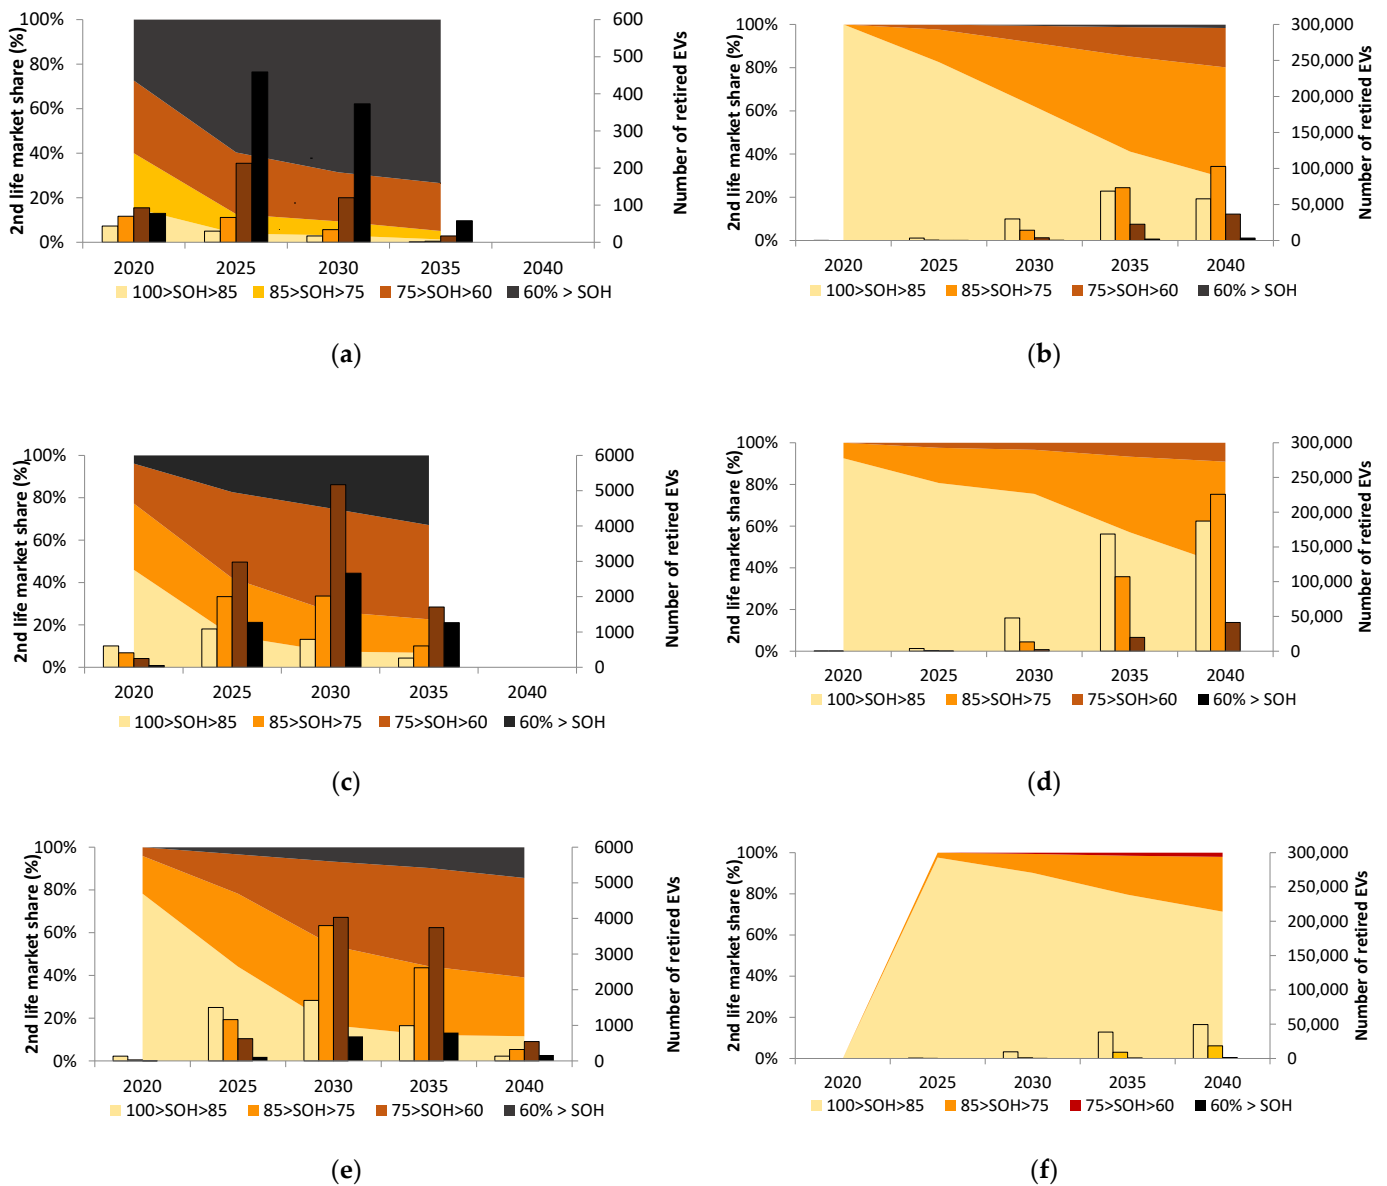 2nd life market share (%)
100%
80%
60%
40%
20%
0%
600
500
400
300
200
100
0
Number of retired EVs
2020 2025 2030 2035 2040
100>SOH>85 85>SOH>75 75>SOH>60 60% > SOH
(a)
2nd life market share (%)
100%
80%
60%
40%
20%
0%
300,000
250,000
200,000
150,000
100,000
50,000
0
Number of retired EVs
2020 2025 2030 2035 2040
100>SOH>85 85>SOH>75 75>SOH>60 60% > SOH
(b)
2nd life market share (%)
100%
80%
60%
40%
20%
0%
6000
5000
4000
3000
2000
1000
0
Number of retired EVs
2020 2025 2030 2035 2040
100>SOH>85 85>SOH>75 75>SOH>60 60% > SOH
(c)
2nd life market share (%)
100%
80%
60%
40%
20%
0%
300,000
250,000
200,000
150,000
100,000
50,000
0
Number of retired EVs
2020 2025 2030 2035 2040
100>SOH>85 85>SOH>75 75>SOH>60 60% > SOH
(d)
2nd life market share (%)
100%
80%
60%
40%
20%
0%
6000
5000
4000
3000
2000
1000
0
Number of retired EVs
2020 2025 2030 2035 2040
100>SOH>85 85>SOH>75 75>SOH>60 60% > SOH
(e)
2nd life market share (%)
100%
80%
60%
40%
20%
0%
300,000
250,000
200,000
150,000
100,000
50,000
0
Number of retired EVs
2020 2025 2030 2035 2040
100>SOH>85 85>SOH>75 75>SOH>60 60% > SOH
(f)